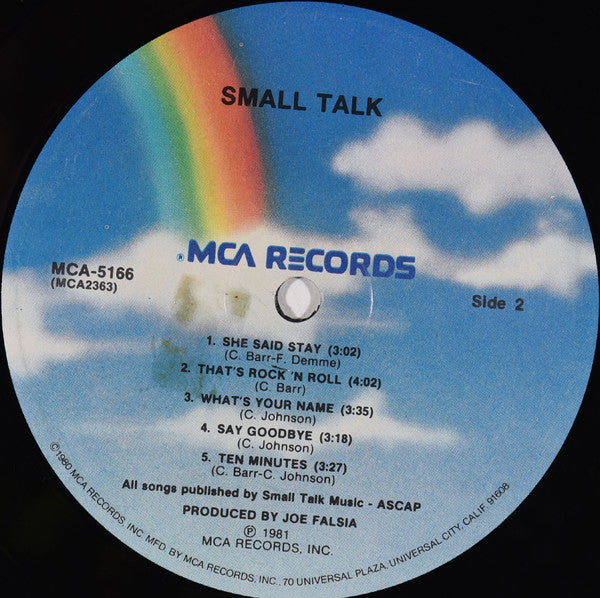 SMALL TALK
MCA RECORDS
MCA-5166
(MCA2363)
Side 2
1. SHE SAID STAY (3:02)
(C. Barr-F. Demme)
2. THAT'S ROCK 'N ROLL (4:02)
(C. Barr)
3. WHAT'S YOUR NAME (3:35)
(C. Johnson)
4. SAY GOODBYE (3:18)
(C. Johnson)
5. TEN MINUTES (3:27)
(C. Barr-C. Johnson)
All songs published by Small Talk Music - ASCAP
PRODUCED BY JOE FALSIA
Ⓟ 1981
MCA RECORDS, INC.
©1980 MCA RECORDS, INC. MFD. BY MCA RECORDS, INC., 70 UNIVERSAL PLAZA, UNIVERSAL CITY, CALIF. 91608